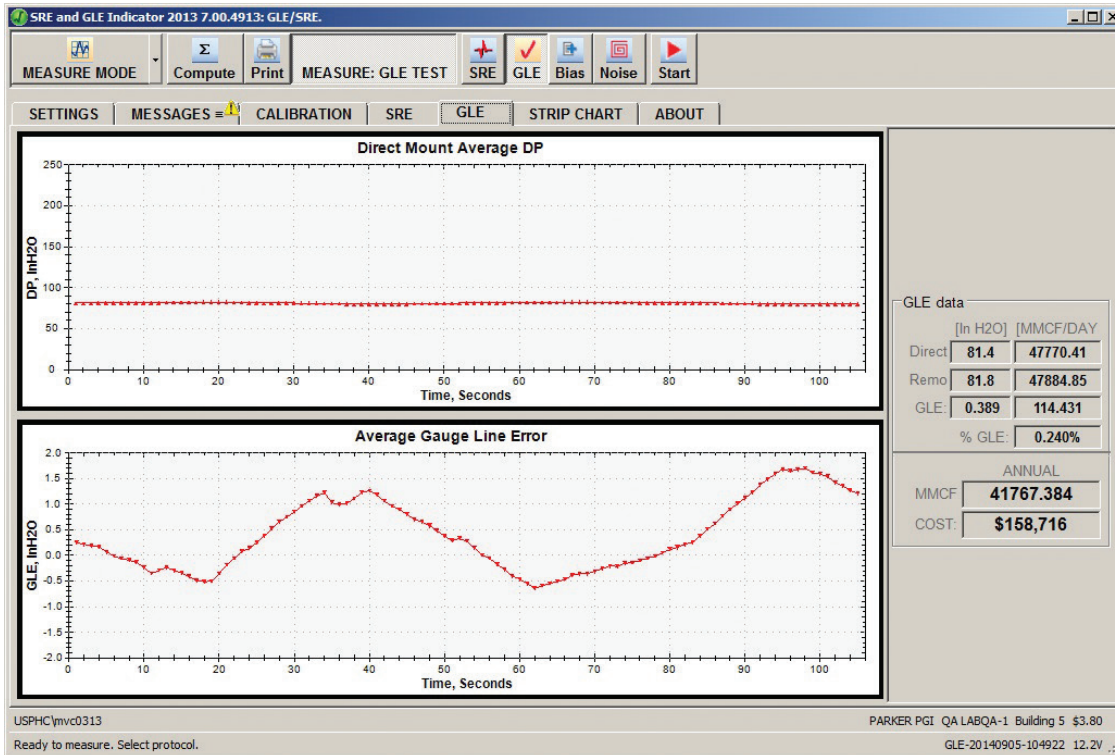 SRE and GLE Indicator 2013 7.00.4913: GLE/SRE.
MEASURE MODE Compute Print MEASURE: GLE TEST SRE GLE Bias Noise Start
SETTINGS MESSAGES ≡ CALIBRATION SRE GLE STRIP CHART ABOUT
Direct Mount Average DP
DP, InH2O
250
200
150
100
50
0
0 10 20 30 40 50 60 70 80 90 100
Time, Seconds
Average Gauge Line Error
GLE, InH2O
2.0
1.5
1.0
0.5
0.0
-0.5
-1.0
-1.5
-2.0
0 10 20 30 40 50 60 70 80 90 100
Time, Seconds
GLE data
[In H2O] [MMCF/DAY
Direct 81.4 47770.41
Remo 81.8 47884.85
GLE: 0.389 114.431
% GLE: 0.240%
ANNUAL
MMCF 41767.384
COST: $158,716
USPHC\mvc0313 PARKER PGI QA LABQA-1 Building 5 $3.80
Ready to measure. Select protocol. GLE-20140905-104922 12.2V